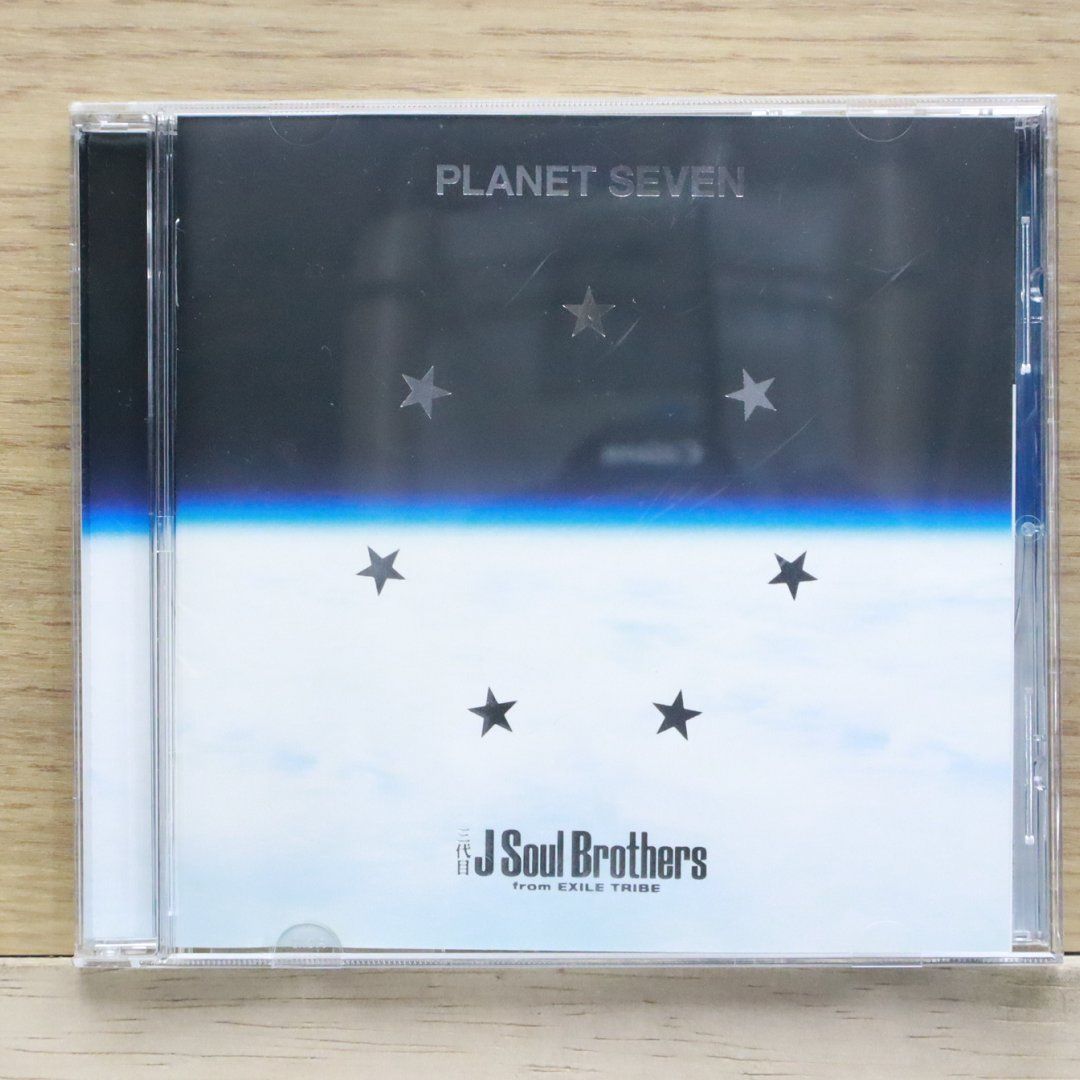 PLANET SEVEN
三代目 J Soul Brothers
from EXILE TRIBE